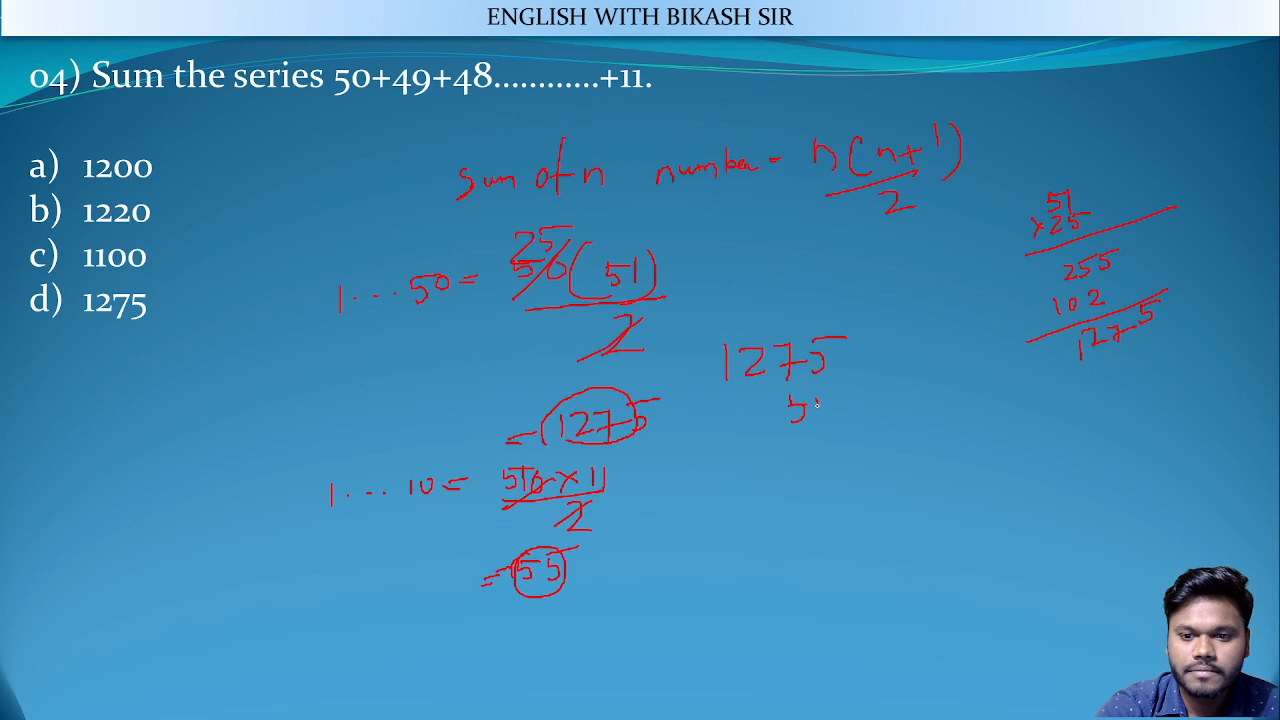 ENGLISH WITH BIKASH SIR
04) Sum the series 50+49+48............+11.
a) 1200
b) 1220
c) 1100
d) 1275
sum of n number = n(n+1)
2
1...50 =
25
50(51)
2
= 1275
1...10 =
5
10 x 11
2
= 55
1275
5
51
x25
255
102
1275